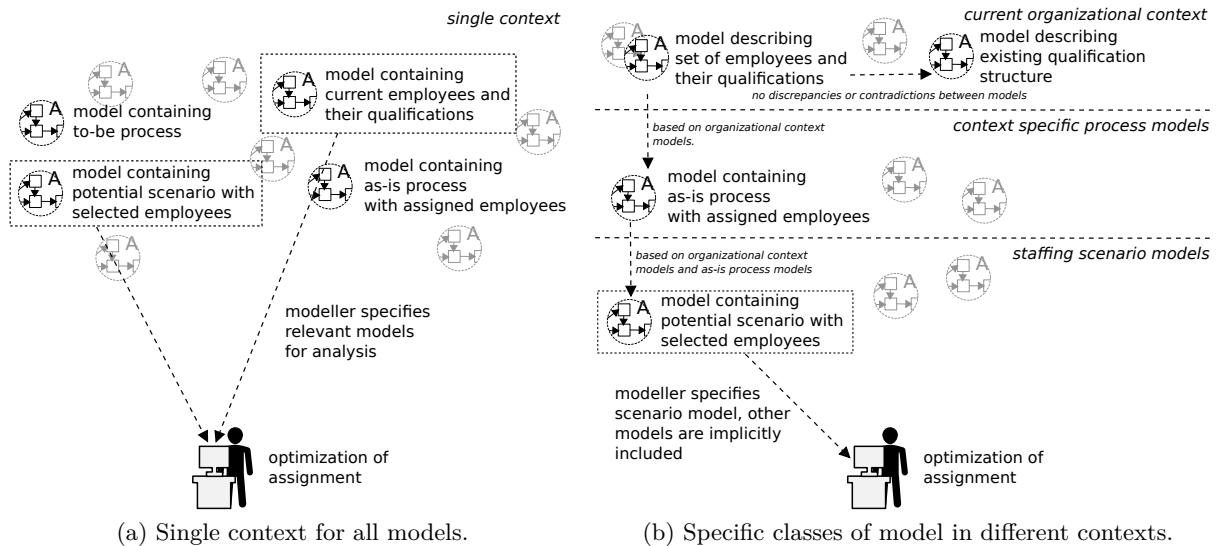 single context
A
A
A
model containing
current employees and
their qualifications
A
model containing
to-be process
A
A
A
model containing
potential scenario with
selected employees
A
model containing
as-is process
with assigned employees
A
A
modeller specifies
relevant models
for analysis
optimization of
assignment
(a) Single context for all models.
current organizational context
A
A
model describing
set of employees and
their qualifications
A
A
model describing
existing qualification
structure
no discrepancies or contradictions between models
context specific process models
based on organizational context
models.
A
model containing
as-is process
with assigned employees
A
A
staffing scenario models
based on organizational context
models and as-is process models
A
A
A
model containing
potential scenario with
selected employees
modeller specifies
scenario model, other
models are implicitly
included
optimization of
assignment
(b) Specific classes of model in different contexts.